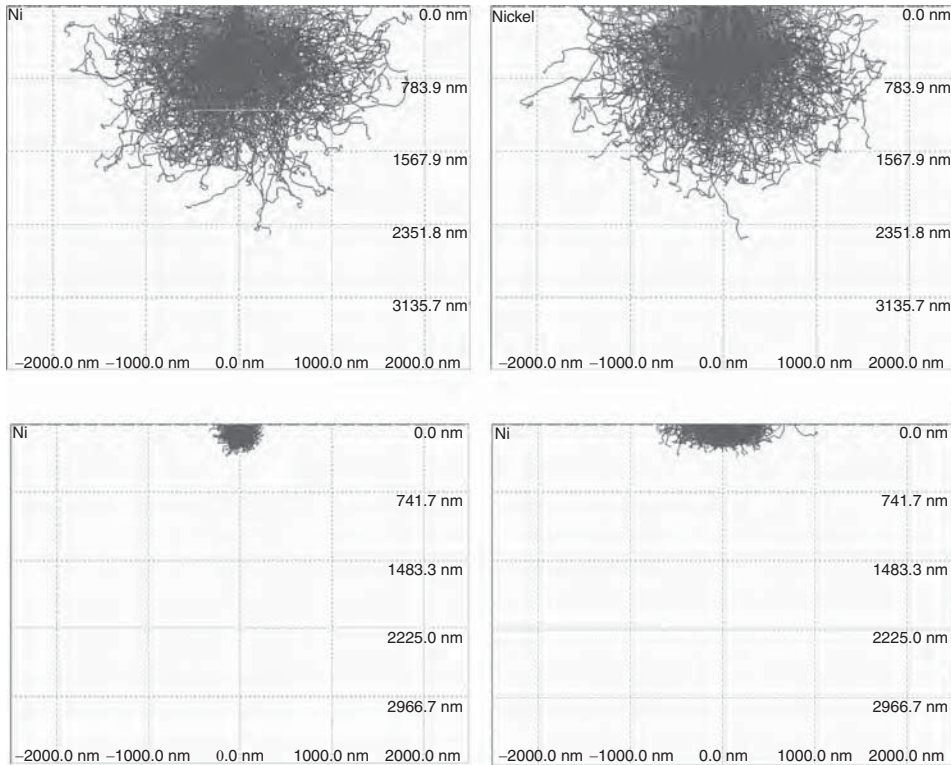 Ni
0.0 nm
783.9 nm
1567.9 nm
2351.8 nm
3135.7 nm
−2000.0 nm −1000.0 nm 0.0 nm 1000.0 nm 2000.0 nm
Nickel
0.0 nm
783.9 nm
1567.9 nm
2351.8 nm
3135.7 nm
−2000.0 nm −1000.0 nm 0.0 nm 1000.0 nm 2000.0 nm
Ni
0.0 nm
741.7 nm
1483.3 nm
2225.0 nm
2966.7 nm
−2000.0 nm −1000.0 nm 0.0 nm 1000.0 nm 2000.0 nm
Ni
0.0 nm
741.7 nm
1483.3 nm
2225.0 nm
2966.7 nm
−2000.0 nm −1000.0 nm 0.0 nm 1000.0 nm 2000.0 nm